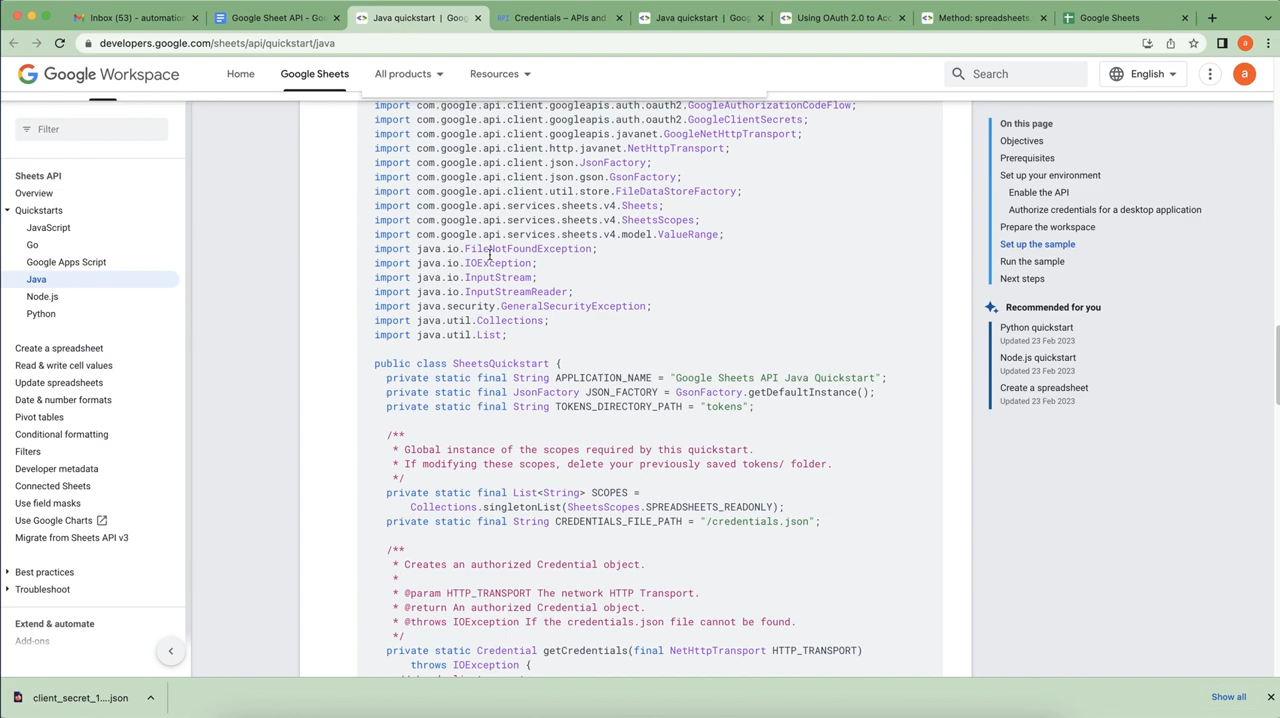 Inbox (53) - automation
Google Sheet API - Go
Java quickstart | Goog
Credentials – APIs and
Java quickstart | Goog
Using OAuth 2.0 to Acc
Method: spreadsheets.
Google Sheets
developers.google.com/sheets/api/quickstart/java
a
Google Workspace
Home
Google Sheets
All products
Resources
Search
English
a
Filter
Sheets API
Overview
Quickstarts
JavaScript
Go
Google Apps Script
Java
Node.js
Python
Create a spreadsheet
Read & write cell values
Update spreadsheets
Date & number formats
Pivot tables
Conditional formatting
Filters
Developer metadata
Connected Sheets
Use field masks
Use Google Charts
Migrate from Sheets API v3
Best practices
Troubleshoot
Extend & automate
Add-ons
import com.google.api.client.googleapis.auth.oauth2.GoogleAuthorizationCodeFlow;
import com.google.api.client.googleapis.auth.oauth2.GoogleClientSecrets;
import com.google.api.client.googleapis.javanet.GoogleNetHttpTransport;
import com.google.api.client.http.javanet.NetHttpTransport;
import com.google.api.client.json.JsonFactory;
import com.google.api.client.json.gson.GsonFactory;
import com.google.api.client.util.store.FileDataStoreFactory;
import com.google.api.services.sheets.v4.Sheets;
import com.google.api.services.sheets.v4.SheetsScopes;
import com.google.api.services.sheets.v4.model.ValueRange;
import java.io.FileNotFoundException;
import java.io.IOException;
import java.io.InputStream;
import java.io.InputStreamReader;
import java.security.GeneralSecurityException;
import java.util.Collections;
import java.util.List;
public class SheetsQuickstart {
private static final String APPLICATION_NAME = "Google Sheets API Java Quickstart";
private static final JsonFactory JSON_FACTORY = GsonFactory.getDefaultInstance();
private static final String TOKENS_DIRECTORY_PATH = "tokens";
/**
* Global instance of the scopes required by this quickstart.
* If modifying these scopes, delete your previously saved tokens/ folder.
*/
private static final List<String> SCOPES =
Collections.singletonList(SheetsScopes.SPREADSHEETS_READONLY);
private static final String CREDENTIALS_FILE_PATH = "/credentials.json";
/**
* Creates an authorized Credential object.
*
* @param HTTP_TRANSPORT The network HTTP Transport.
* @return An authorized Credential object.
* @throws IOException If the credentials.json file cannot be found.
*/
private static Credential getCredentials(final NetHttpTransport HTTP_TRANSPORT)
throws IOException {
On this page
Objectives
Prerequisites
Set up your environment
Enable the API
Authorize credentials for a desktop application
Prepare the workspace
Set up the sample
Run the sample
Next steps
Recommended for you
Python quickstart
Updated 23 Feb 2023
Node.js quickstart
Updated 23 Feb 2023
Create a spreadsheet
Updated 23 Feb 2023
client_secret_1....json
Show all